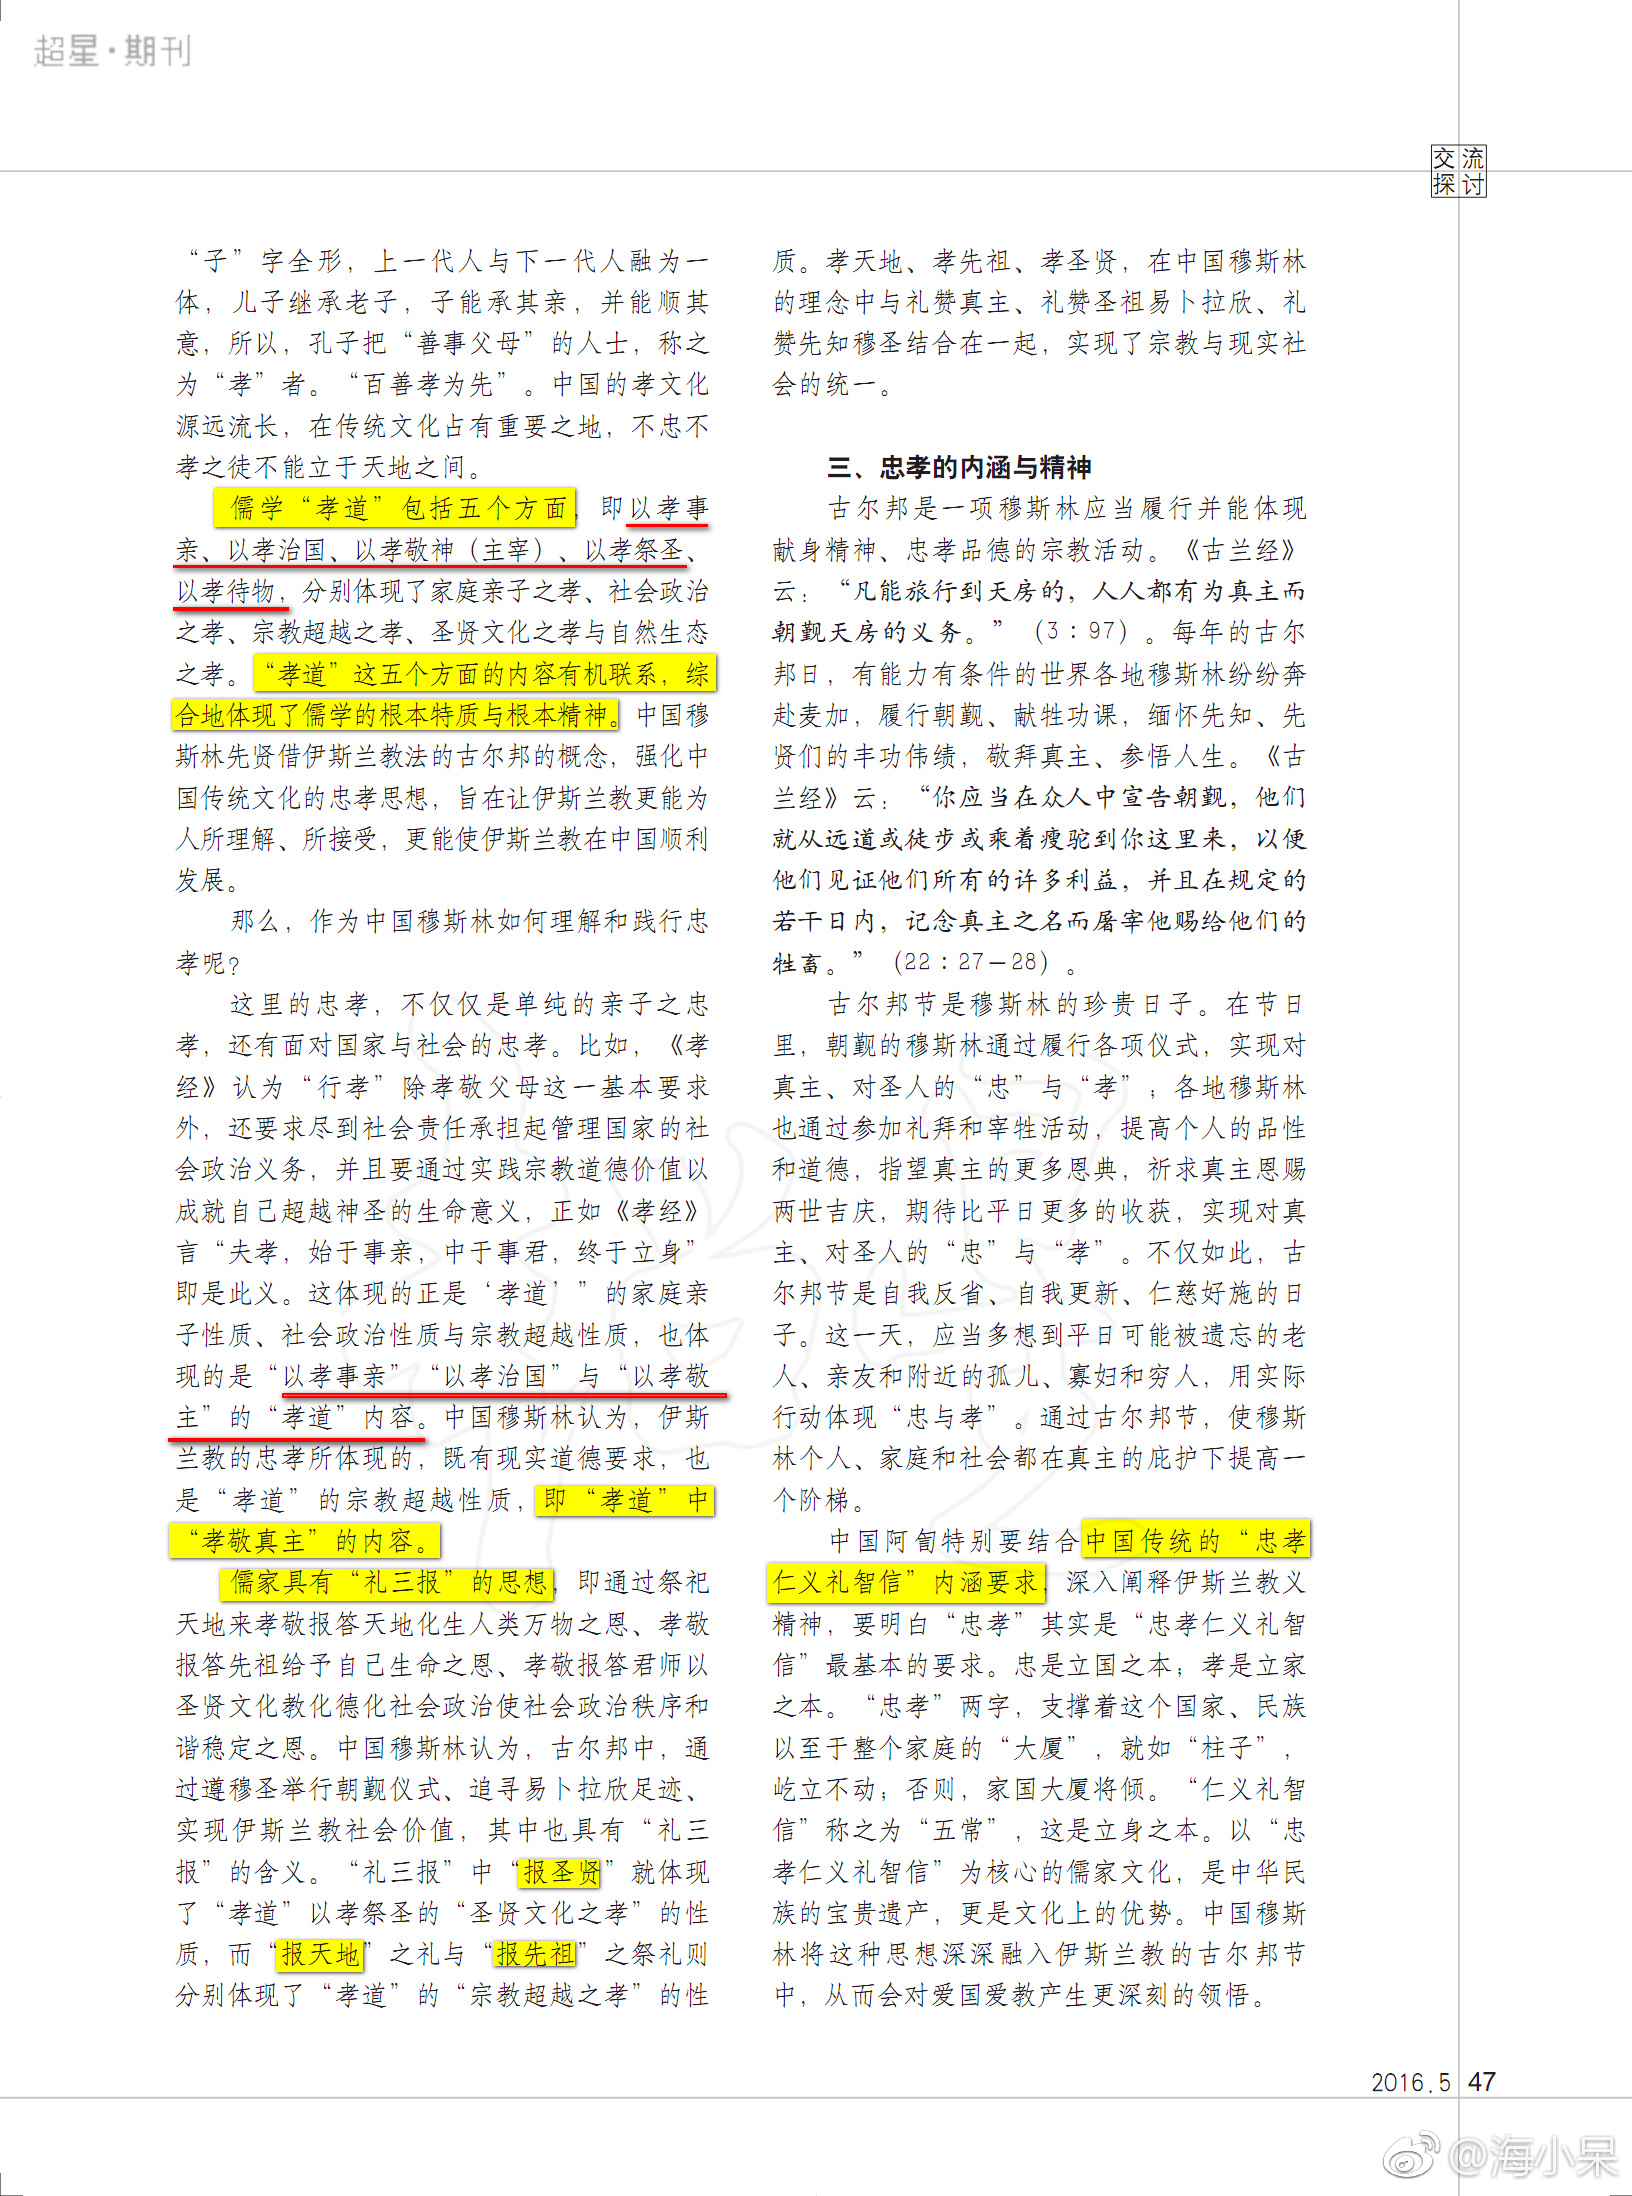 超星·期刊
交流
探讨
“子”字全形，上一代人与下一代人融为一
体，儿子继承老子，子能承其亲，并能顺其
意，所以，孔子把“善事父母”的人士，称之
为“孝”者。“百善孝为先”。中国的孝文化
源远流长，在传统文化占有重要之地，不忠不
孝之徒不能立于天地之间。
儒学“孝道”包括五个方面，即以孝事
亲、以孝治国、以孝敬神（主宰）、以孝祭圣、
以孝待物，分别体现了家庭亲子之孝、社会政治
之孝、宗教超越之孝、圣贤文化之孝与自然生态
之孝。“孝道”这五个方面的内容有机联系，综
合地体现了儒学的根本特质与根本精神。中国穆
斯林先贤借伊斯兰教法的古尔邦的概念，强化中
国传统文化的忠孝思想，旨在让伊斯兰教更能为
人所理解、所接受，更能使伊斯兰教在中国顺利
发展。
那么，作为中国穆斯林如何理解和践行忠
孝呢？
这里的忠孝，不仅仅是单纯的亲子之忠
孝，还有面对国家与社会的忠孝。比如，《孝
经》认为“行孝”除孝敬父母这一基本要求
外，还要求尽到社会责任承担起管理国家的社
会政治义务，并且要通过实践宗教道德价值以
成就自己超越神圣的生命意义，正如《孝经》
言“夫孝，始于事亲，中于事君，终于立身”
即是此义。这体现的正是‘孝道’”的家庭亲
子性质、社会政治性质与宗教超越性质，也体
现的是“以孝事亲”“以孝治国”与“以孝敬
主”的“孝道”内容。中国穆斯林认为，伊斯
兰教的忠孝所体现的，既有现实道德要求，也
是“孝道”的宗教超越性质，即“孝道”中
“孝敬真主”的内容。
儒家具有“礼三报”的思想，即通过祭祀
天地来孝敬报答天地化生人类万物之恩、孝敬
报答先祖给予自己生命之恩、孝敬报答君师以
圣贤文化教化德化社会政治使社会政治秩序和
谐稳定之恩。中国穆斯林认为，古尔邦中，通
过遵穆圣举行朝觐仪式、追寻易卜拉欣足迹、
实现伊斯兰教社会价值，其中也具有“礼三
报”的含义。“礼三报”中“报圣贤”就体现
了“孝道”以孝祭圣的“圣贤文化之孝”的性
质，而“报天地”之礼与“报先祖”之祭礼则
分别体现了“孝道”的“宗教超越之孝”的性
质。孝天地、孝先祖、孝圣贤，在中国穆斯林
的理念中与礼赞真主、礼赞圣祖易卜拉欣、礼
赞先知穆圣结合在一起，实现了宗教与现实社
会的统一。
三、忠孝的内涵与精神
古尔邦是一项穆斯林应当履行并能体现
献身精神、忠孝品德的宗教活动。《古兰经》
云：“凡能旅行到天房的，人人都有为真主而
朝觐天房的义务。”（3：97）。每年的古尔
邦日，有能力有条件的世界各地穆斯林纷纷奔
赴麦加，履行朝觐、献牲功课，缅怀先知、先
贤们的丰功伟绩，敬拜真主、参悟人生。《古
兰经》云：“你应当在众人中宣告朝觐，他们
就从远道或徒步或乘着瘦驼到你这里来，以便
他们见证他们所有的许多利益，并且在规定的
若干日内，记念真主之名而屠宰他赐给他们的
牲畜。”（22：27-28）。
古尔邦节是穆斯林的珍贵日子。在节日
里，朝觐的穆斯林通过履行各项仪式，实现对
真主、对圣人的“忠”与“孝”；各地穆斯林
也通过参加礼拜和宰牲活动，提高个人的品性
和道德，指望真主的更多恩典，祈求真主恩赐
两世吉庆，期待比平日更多的收获，实现对真
主、对圣人的“忠”与“孝”。不仅如此，古
尔邦节是自我反省、自我更新、仁慈好施的日
子。这一天，应当多想到平日可能被遗忘的老
人、亲友和附近的孤儿、寡妇和穷人，用实际
行动体现“忠与孝”。通过古尔邦节，使穆斯
林个人、家庭和社会都在真主的庇护下提高一
个阶梯。
中国阿訇特别要结合中国传统的“忠孝
仁义礼智信”内涵要求，深入阐释伊斯兰教义
精神，要明白“忠孝”其实是“忠孝仁义礼智
信”最基本的要求。忠是立国之本；孝是立家
之本。“忠孝”两字，支撑着这个国家、民族
以至于整个家庭的“大厦”，就如“柱子”，
屹立不动；否则，家国大厦将倾。“仁义礼智
信”称之为“五常”，这是立身之本。以“忠
孝仁义礼智信”为核心的儒家文化，是中华民
族的宝贵遗产，更是文化上的优势。中国穆斯
林将这种思想深深融入伊斯兰教的古尔邦节
中，从而会对爱国爱教产生更深刻的领悟。
2016.5 47
@海小呆